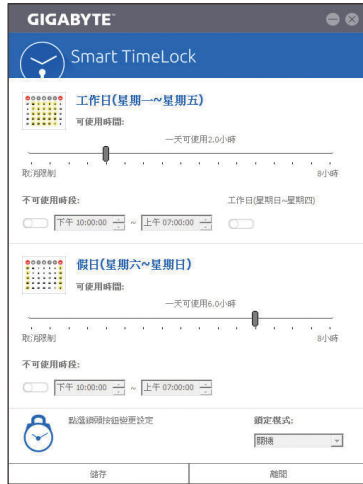 GIGABYTE™
Smart TimeLock
工作日(星期一~星期五)
可使用時間:
一天可使用2.0小時
取消限制 8小時
不可使用時段: 工作日(星期日~星期四)
下午 10:00:00 ~ 上午 07:00:00
假日(星期六~星期日)
可使用時間:
一天可使用6.0小時
取消限制 8小時
不可使用時段:
下午 10:00:00 ~ 上午 07:00:00
點選鎖頭按鈕變更設定 鎖定模式:
關機
儲存 離開